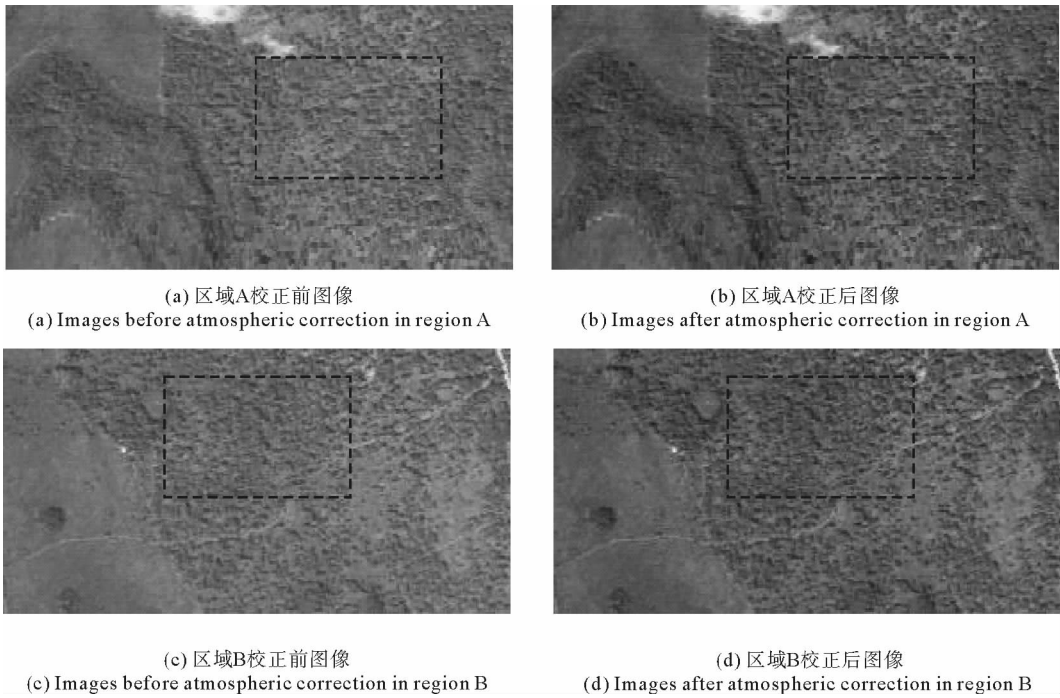 (a) 区域A校正前图像
(a) Images before atmospheric correction in region A
(b) 区域A校正后图像
(b) Images after atmospheric correction in region A
(c) 区域B校正前图像
(c) Images before atmospheric correction in region B
(d) 区域B校正后图像
(d) Images after atmospheric correction in region B